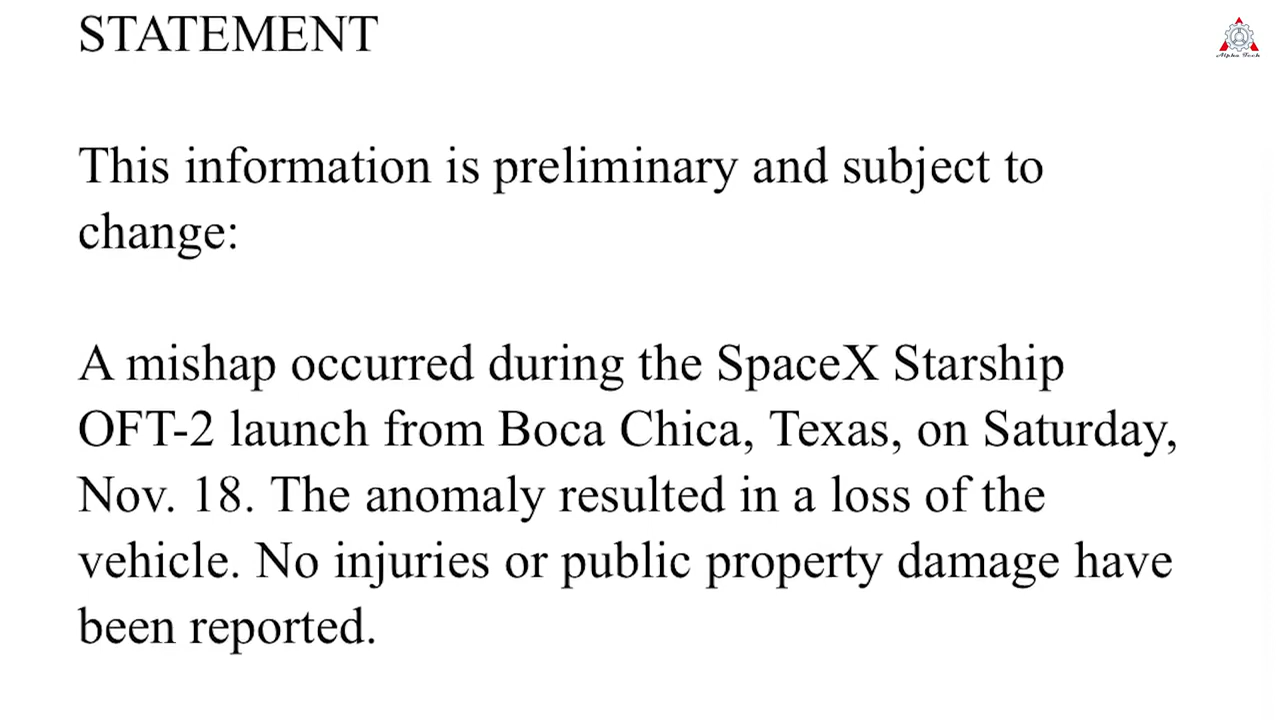 STATEMENT
Alpha Tech
This information is preliminary and subject to
change:
A mishap occurred during the SpaceX Starship
OFT-2 launch from Boca Chica, Texas, on Saturday,
Nov. 18. The anomaly resulted in a loss of the
vehicle. No injuries or public property damage have
been reported.